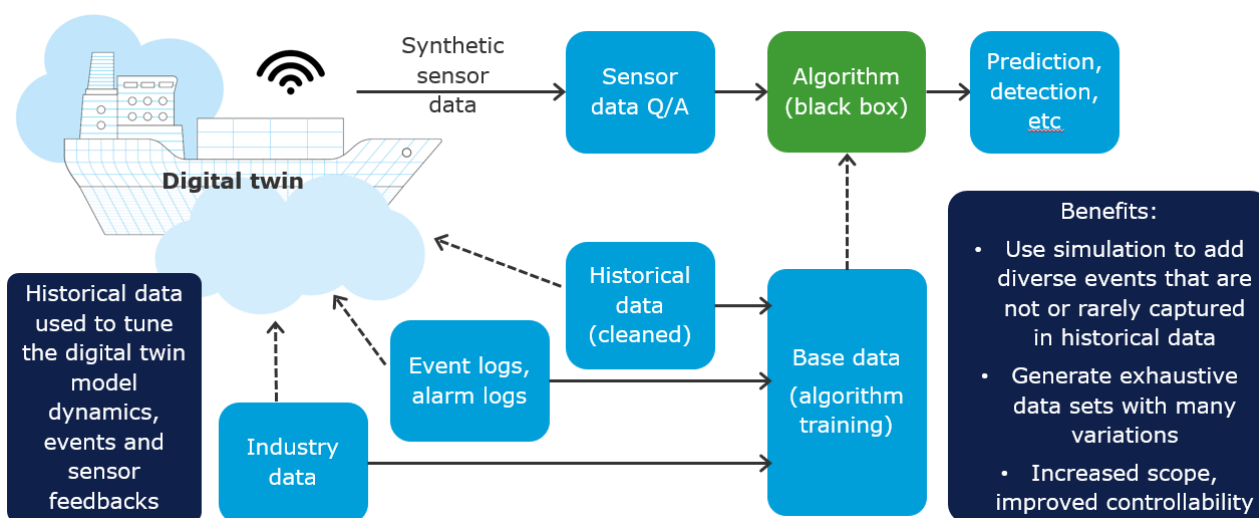 Synthetic
sensor
data
Sensor
data Q/A
Algorithm
(black box)
Prediction,
detection,
etc
Digital twin
Historical data
used to tune
the digital twin
model
dynamics,
events and
sensor
feedbacks
Industry
data
Event logs,
alarm logs
Historical
data
(cleaned)
Base data
(algorithm
training)
Benefits:
• Use simulation to add
diverse events that are
not or rarely captured
in historical data
• Generate exhaustive
data sets with many
variations
• Increased scope,
improved controllability